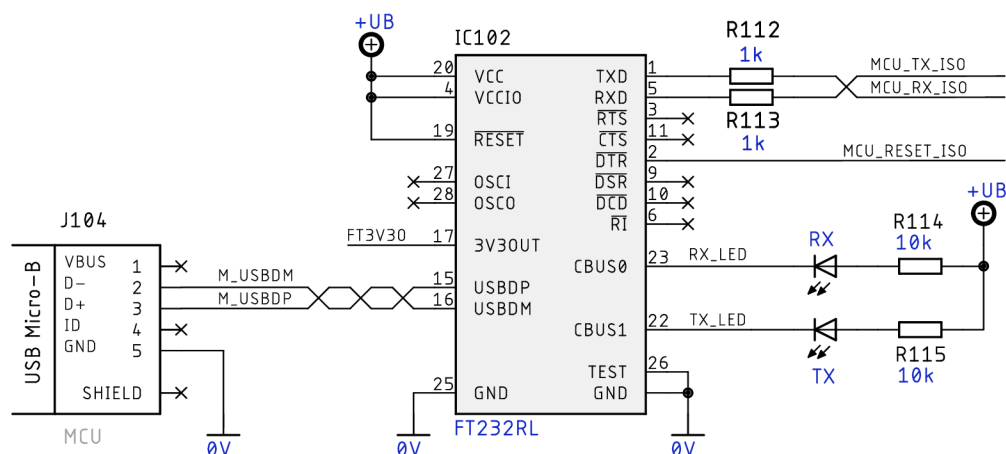 +UB
IC102
R112
1k
20 VCC TXD 1 MCU_TX_ISO
4 VCCIO RXD 5 MCU_RX_ISO
R113
1k
RTS 3
19 RESET CTS 11
DTR 2 MCU_RESET_ISO
27 OSCI DSR 9
28 OSCO DCD 10
RI 6
+UB
J104
FT3V3O 17 3V3OUT
R114
RX
10k
CBUS0 23 RX_LED
USB Micro-B
VBUS 1
D- 2 M_USBDM 15 USBDP
D+ 3 M_USBDP 16 USBDM
ID 4
CBUS1 22 TX_LED
GND 5
R115
TX
10k
TEST 26
SHIELD
25 GND GND
MCU
FT232RL
0V
0V
0V